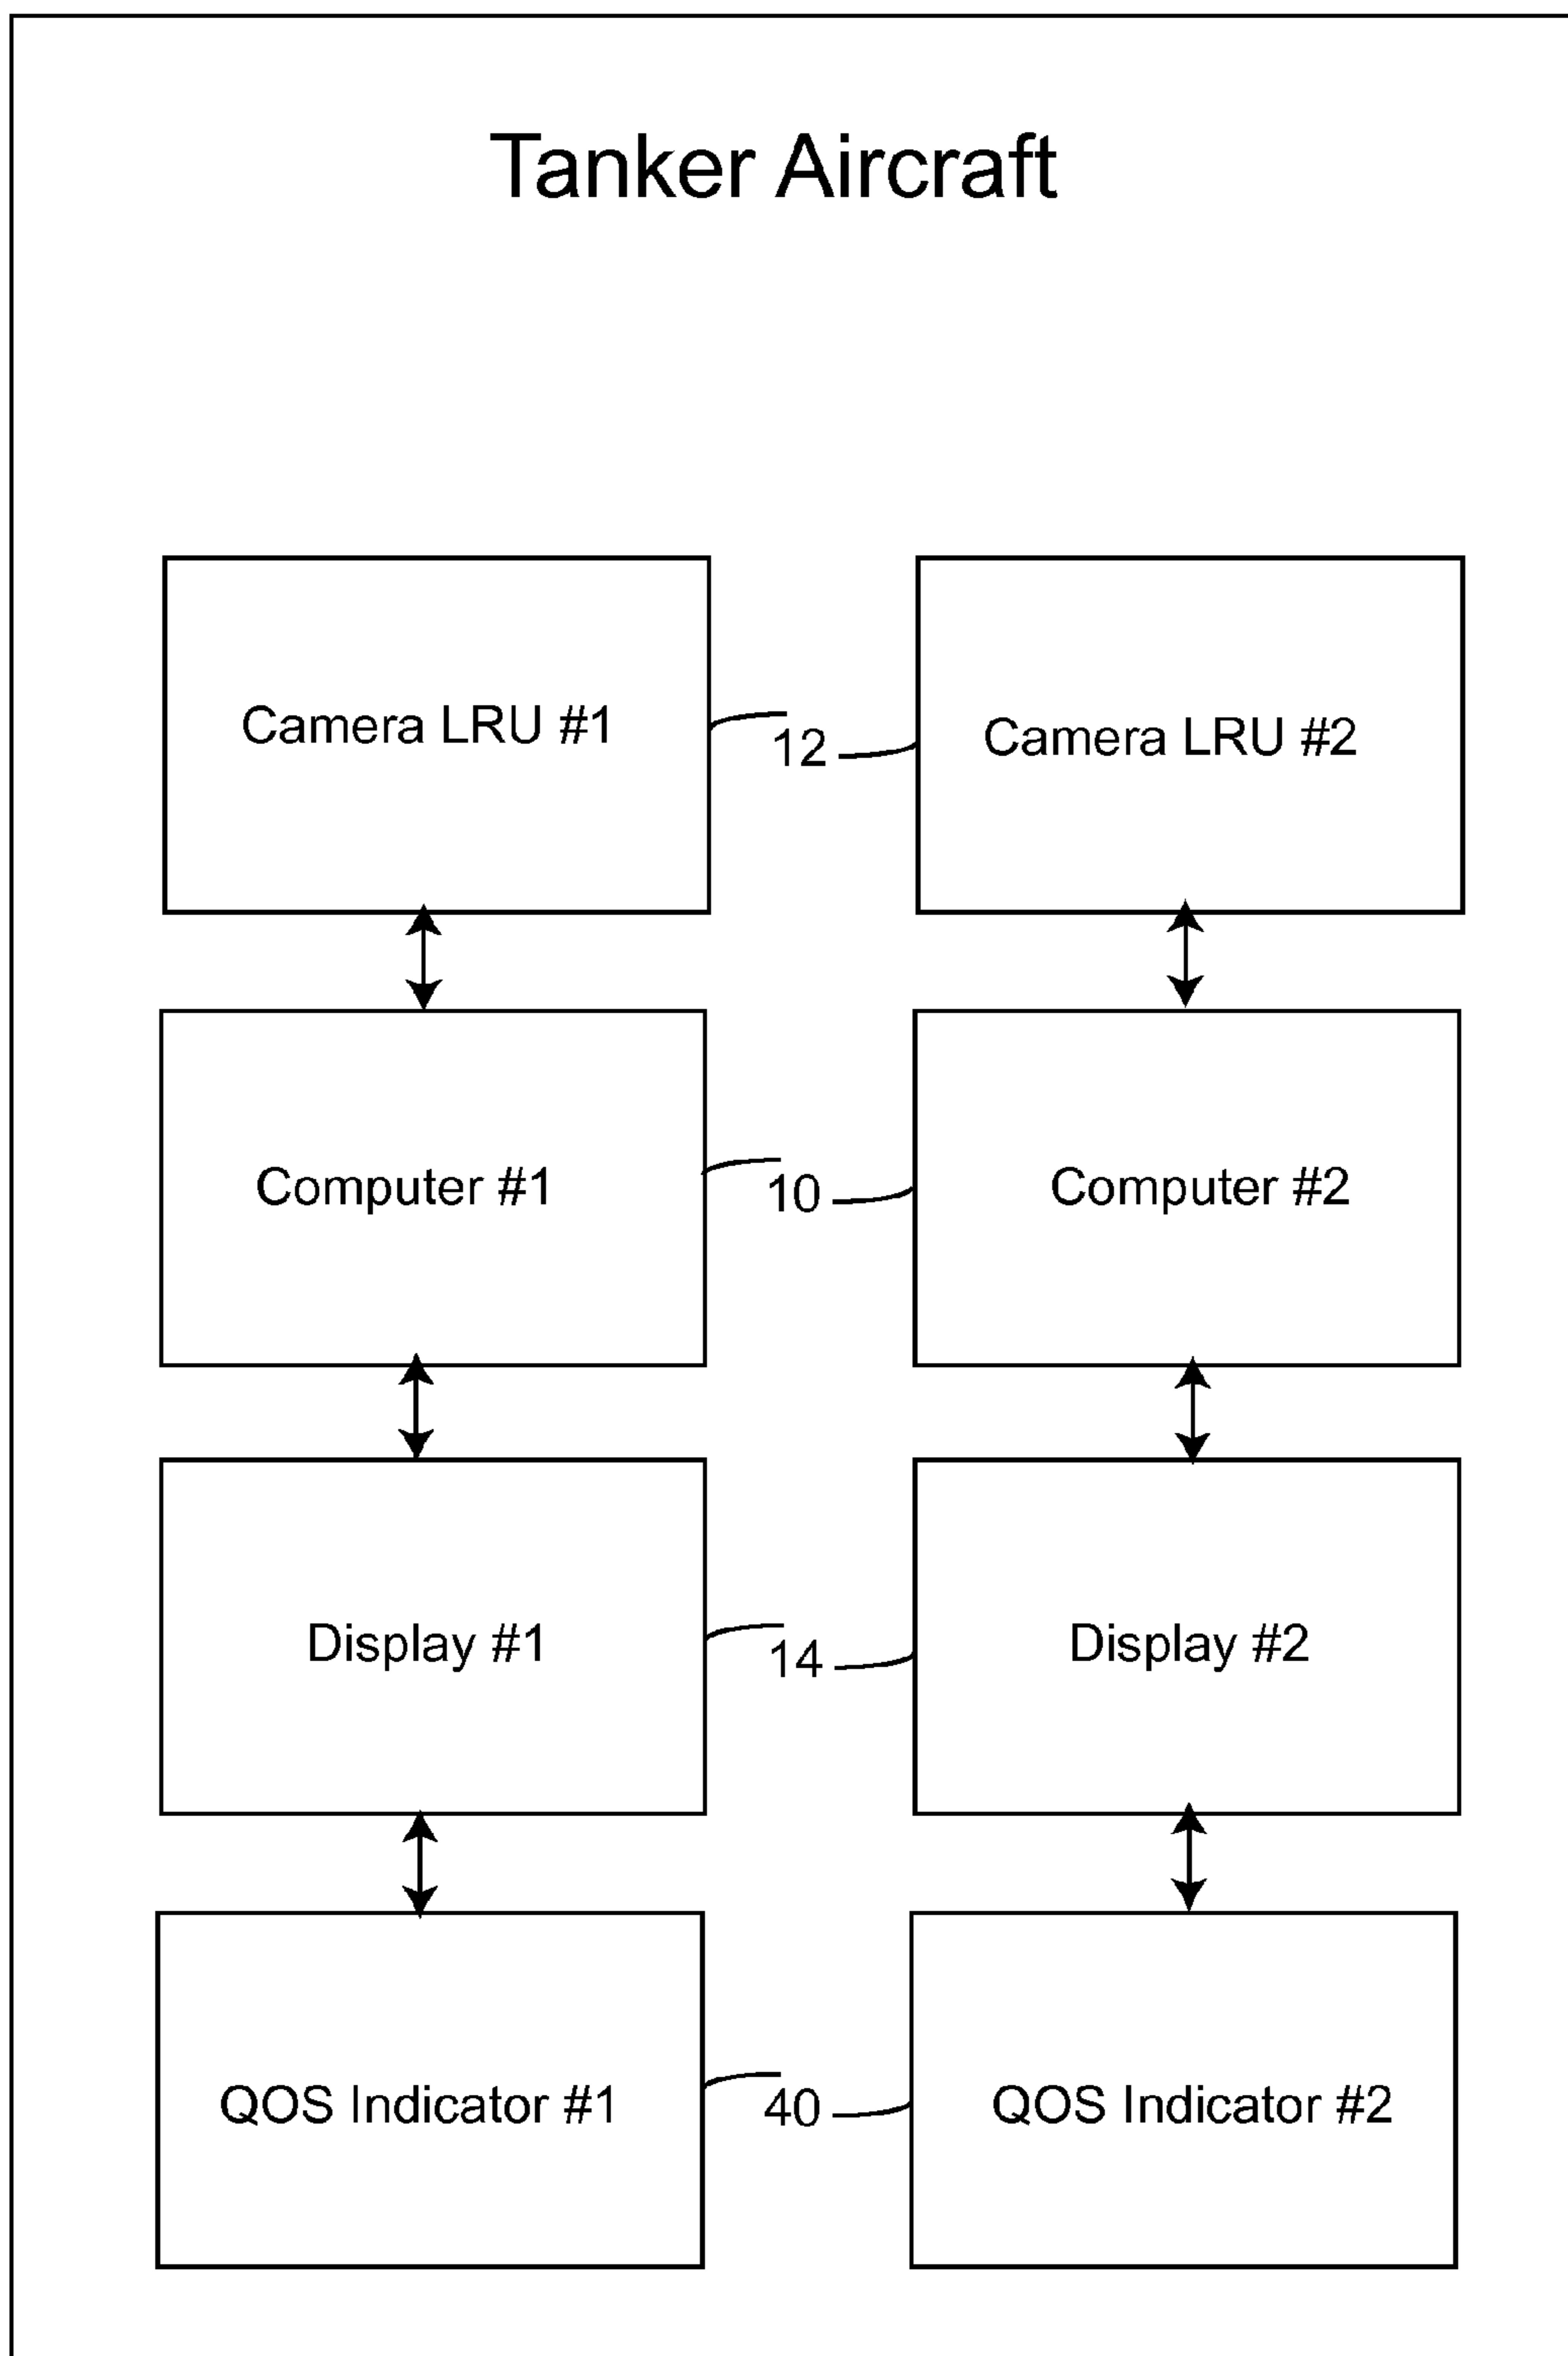 Tanker Aircraft
Camera LRU #1
12
Camera LRU #2
Computer #1
10
Computer #2
Display #1
14
Display #2
QOS Indicator #1
40
QOS Indicator #2